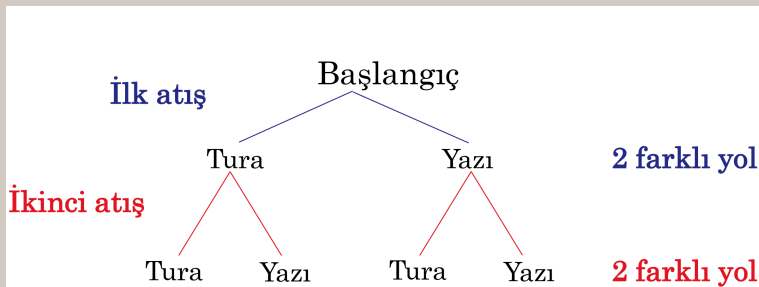 Başlangıç
İlk atış
Tura Yazı 2 farklı yol
İkinci atış
Tura Yazı Tura Yazı 2 farklı yol